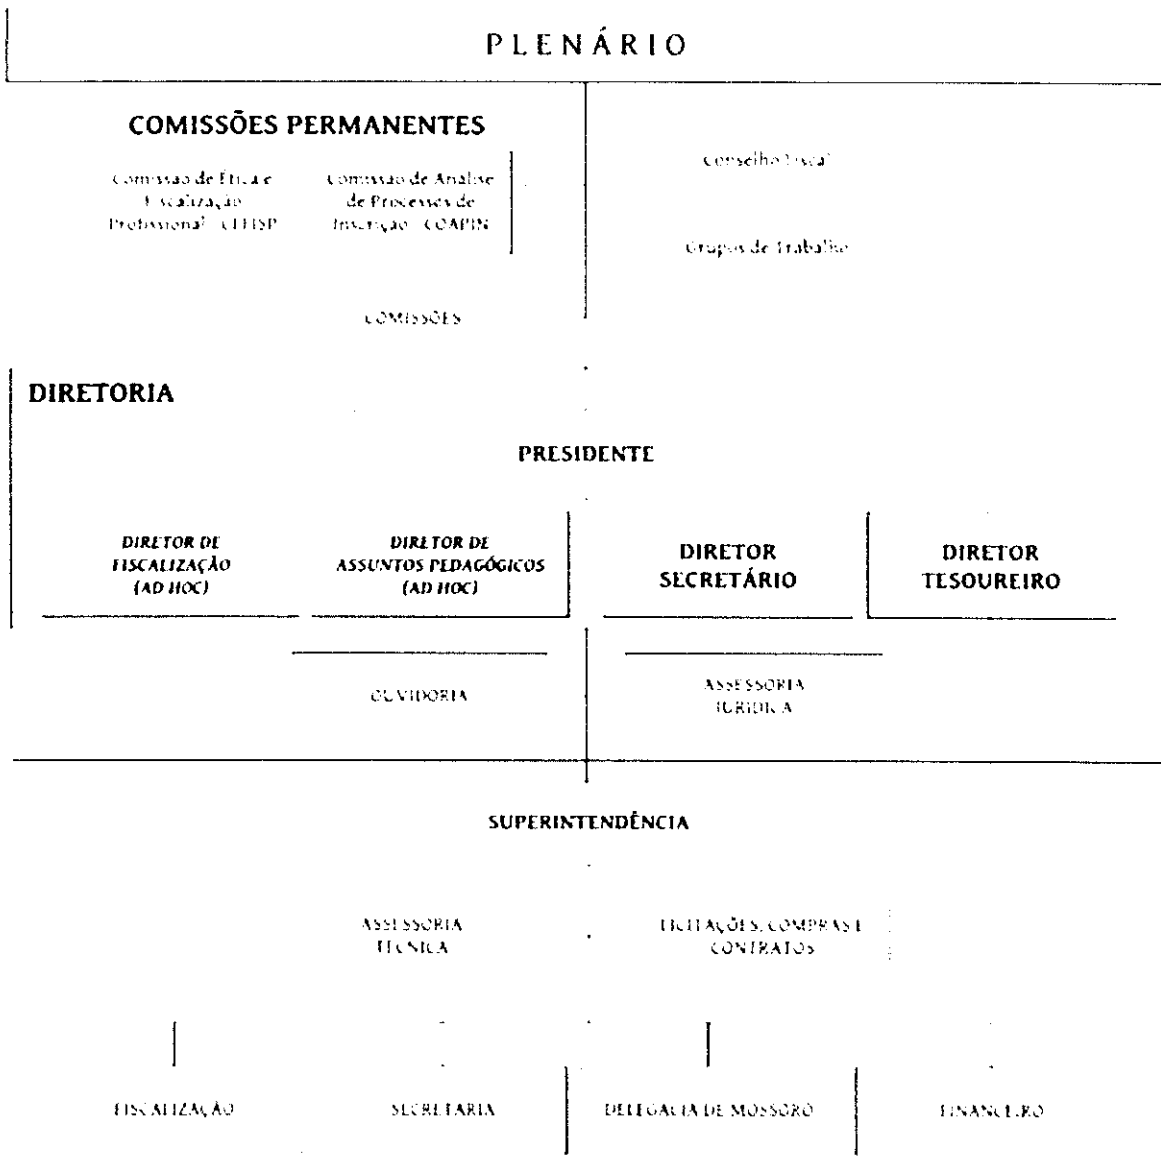 PLENÁRIO
COMISSÕES PERMANENTES
Comissão de Ética e
Fiscalização
Profissional - CEFISP
Comissão de Análise
de Processos de
Inscrição - COAPIN
Conselho Fiscal
Grupos de Trabalho
COMISSÕES
DIRETORIA
PRESIDENTE
DIRETOR DE
FISCALIZAÇÃO
(AD HOC)
DIRETOR DE
ASSUNTOS PEDAGÓGICOS
(AD HOC)
DIRETOR
SECRETÁRIO
DIRETOR
TESOUREIRO
OUVIDORIA
ASSESSORIA
JURÍDICA
SUPERINTENDÊNCIA
ASSESSORIA
TÉCNICA
LICITAÇÕES, COMPRAS E
CONTRATOS
FISCALIZAÇÃO
SECRETARIA
DELEGACIA DE MOSSORÓ
FINANCEIRO